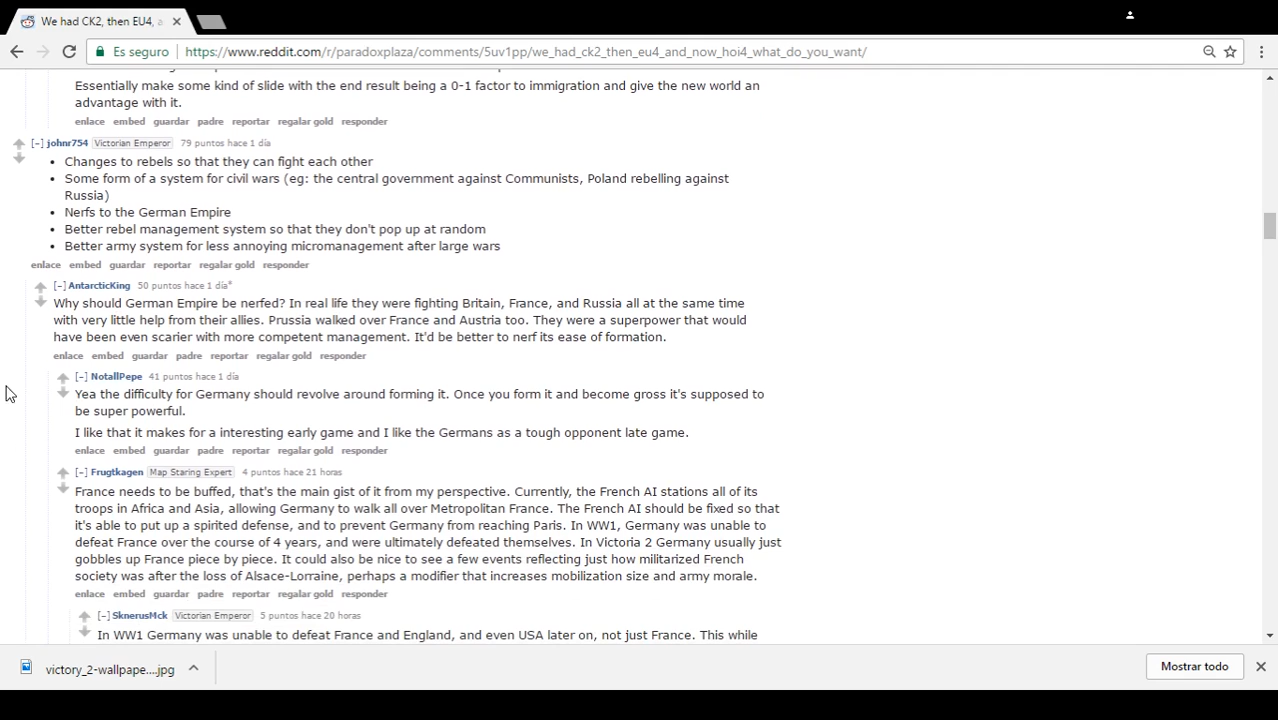 We had CK2, then EU4, a
Es seguro https://www.reddit.com/r/paradoxplaza/comments/5uv1pp/we_had_ck2_then_eu4_and_now_hoi4_what_do_you_want/
Essentially make some kind of slide with the end result being a 0-1 factor to immigration and give the new world an
advantage with it.
enlace embed guardar padre reportar regalar gold responder
[-] johnr754 Victorian Emperor 79 puntos hace 1 día
• Changes to rebels so that they can fight each other
• Some form of a system for civil wars (eg: the central government against Communists, Poland rebelling against
Russia)
• Nerfs to the German Empire
• Better rebel management system so that they don't pop up at random
• Better army system for less annoying micromanagement after large wars
enlace embed guardar reportar regalar gold responder
[-] AntarcticKing 50 puntos hace 1 día*
Why should German Empire be nerfed? In real life they were fighting Britain, France, and Russia all at the same time
with very little help from their allies. Prussia walked over France and Austria too. They were a superpower that would
have been even scarier with more competent management. It'd be better to nerf its ease of formation.
enlace embed guardar padre reportar regalar gold responder
[-] NotallPepe 41 puntos hace 1 día
Yea the difficulty for Germany should revolve around forming it. Once you form it and become gross it's supposed to
be super powerful.
I like that it makes for a interesting early game and I like the Germans as a tough opponent late game.
enlace embed guardar padre reportar regalar gold responder
[-] Frugtkagen Map Staring Expert 4 puntos hace 21 horas
France needs to be buffed, that's the main gist of it from my perspective. Currently, the French AI stations all of its
troops in Africa and Asia, allowing Germany to walk all over Metropolitan France. The French AI should be fixed so that
it's able to put up a spirited defense, and to prevent Germany from reaching Paris. In WW1, Germany was unable to
defeat France over the course of 4 years, and were ultimately defeated themselves. In Victoria 2 Germany usually just
gobbles up France piece by piece. It could also be nice to see a few events reflecting just how militarized French
society was after the loss of Alsace-Lorraine, perhaps a modifier that increases mobilization size and army morale.
enlace embed guardar padre reportar regalar gold responder
[-] SknerusMck Victorian Emperor 5 puntos hace 20 horas
In WW1 Germany was unable to defeat France and England, and even USA later on, not just France. This while
victory_2-wallpape....jpg
Mostrar todo